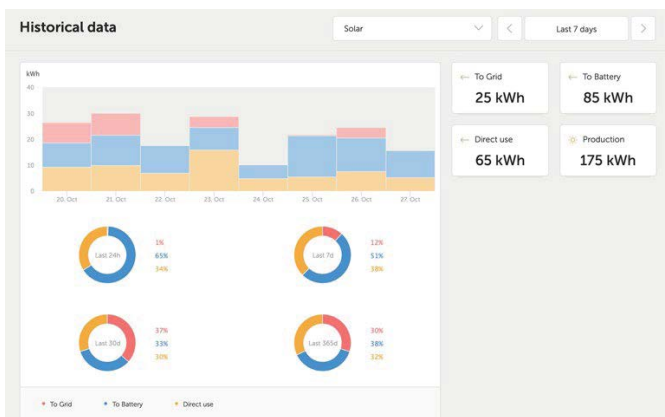 Historical data
Solar
Last 7 days
kWh
40
30
20
10
0
20. Oct 21. Oct 22. Oct 23. Oct 24. Oct 25. Oct 26. Oct 27. Oct
← To Grid
25 kWh
← To Battery
85 kWh
← Direct use
65 kWh
Production
175 kWh
Last 24h
1%
65%
34%
Last 7d
12%
51%
38%
Last 30d
37%
33%
30%
Last 365d
30%
38%
32%
To Grid To Battery Direct use